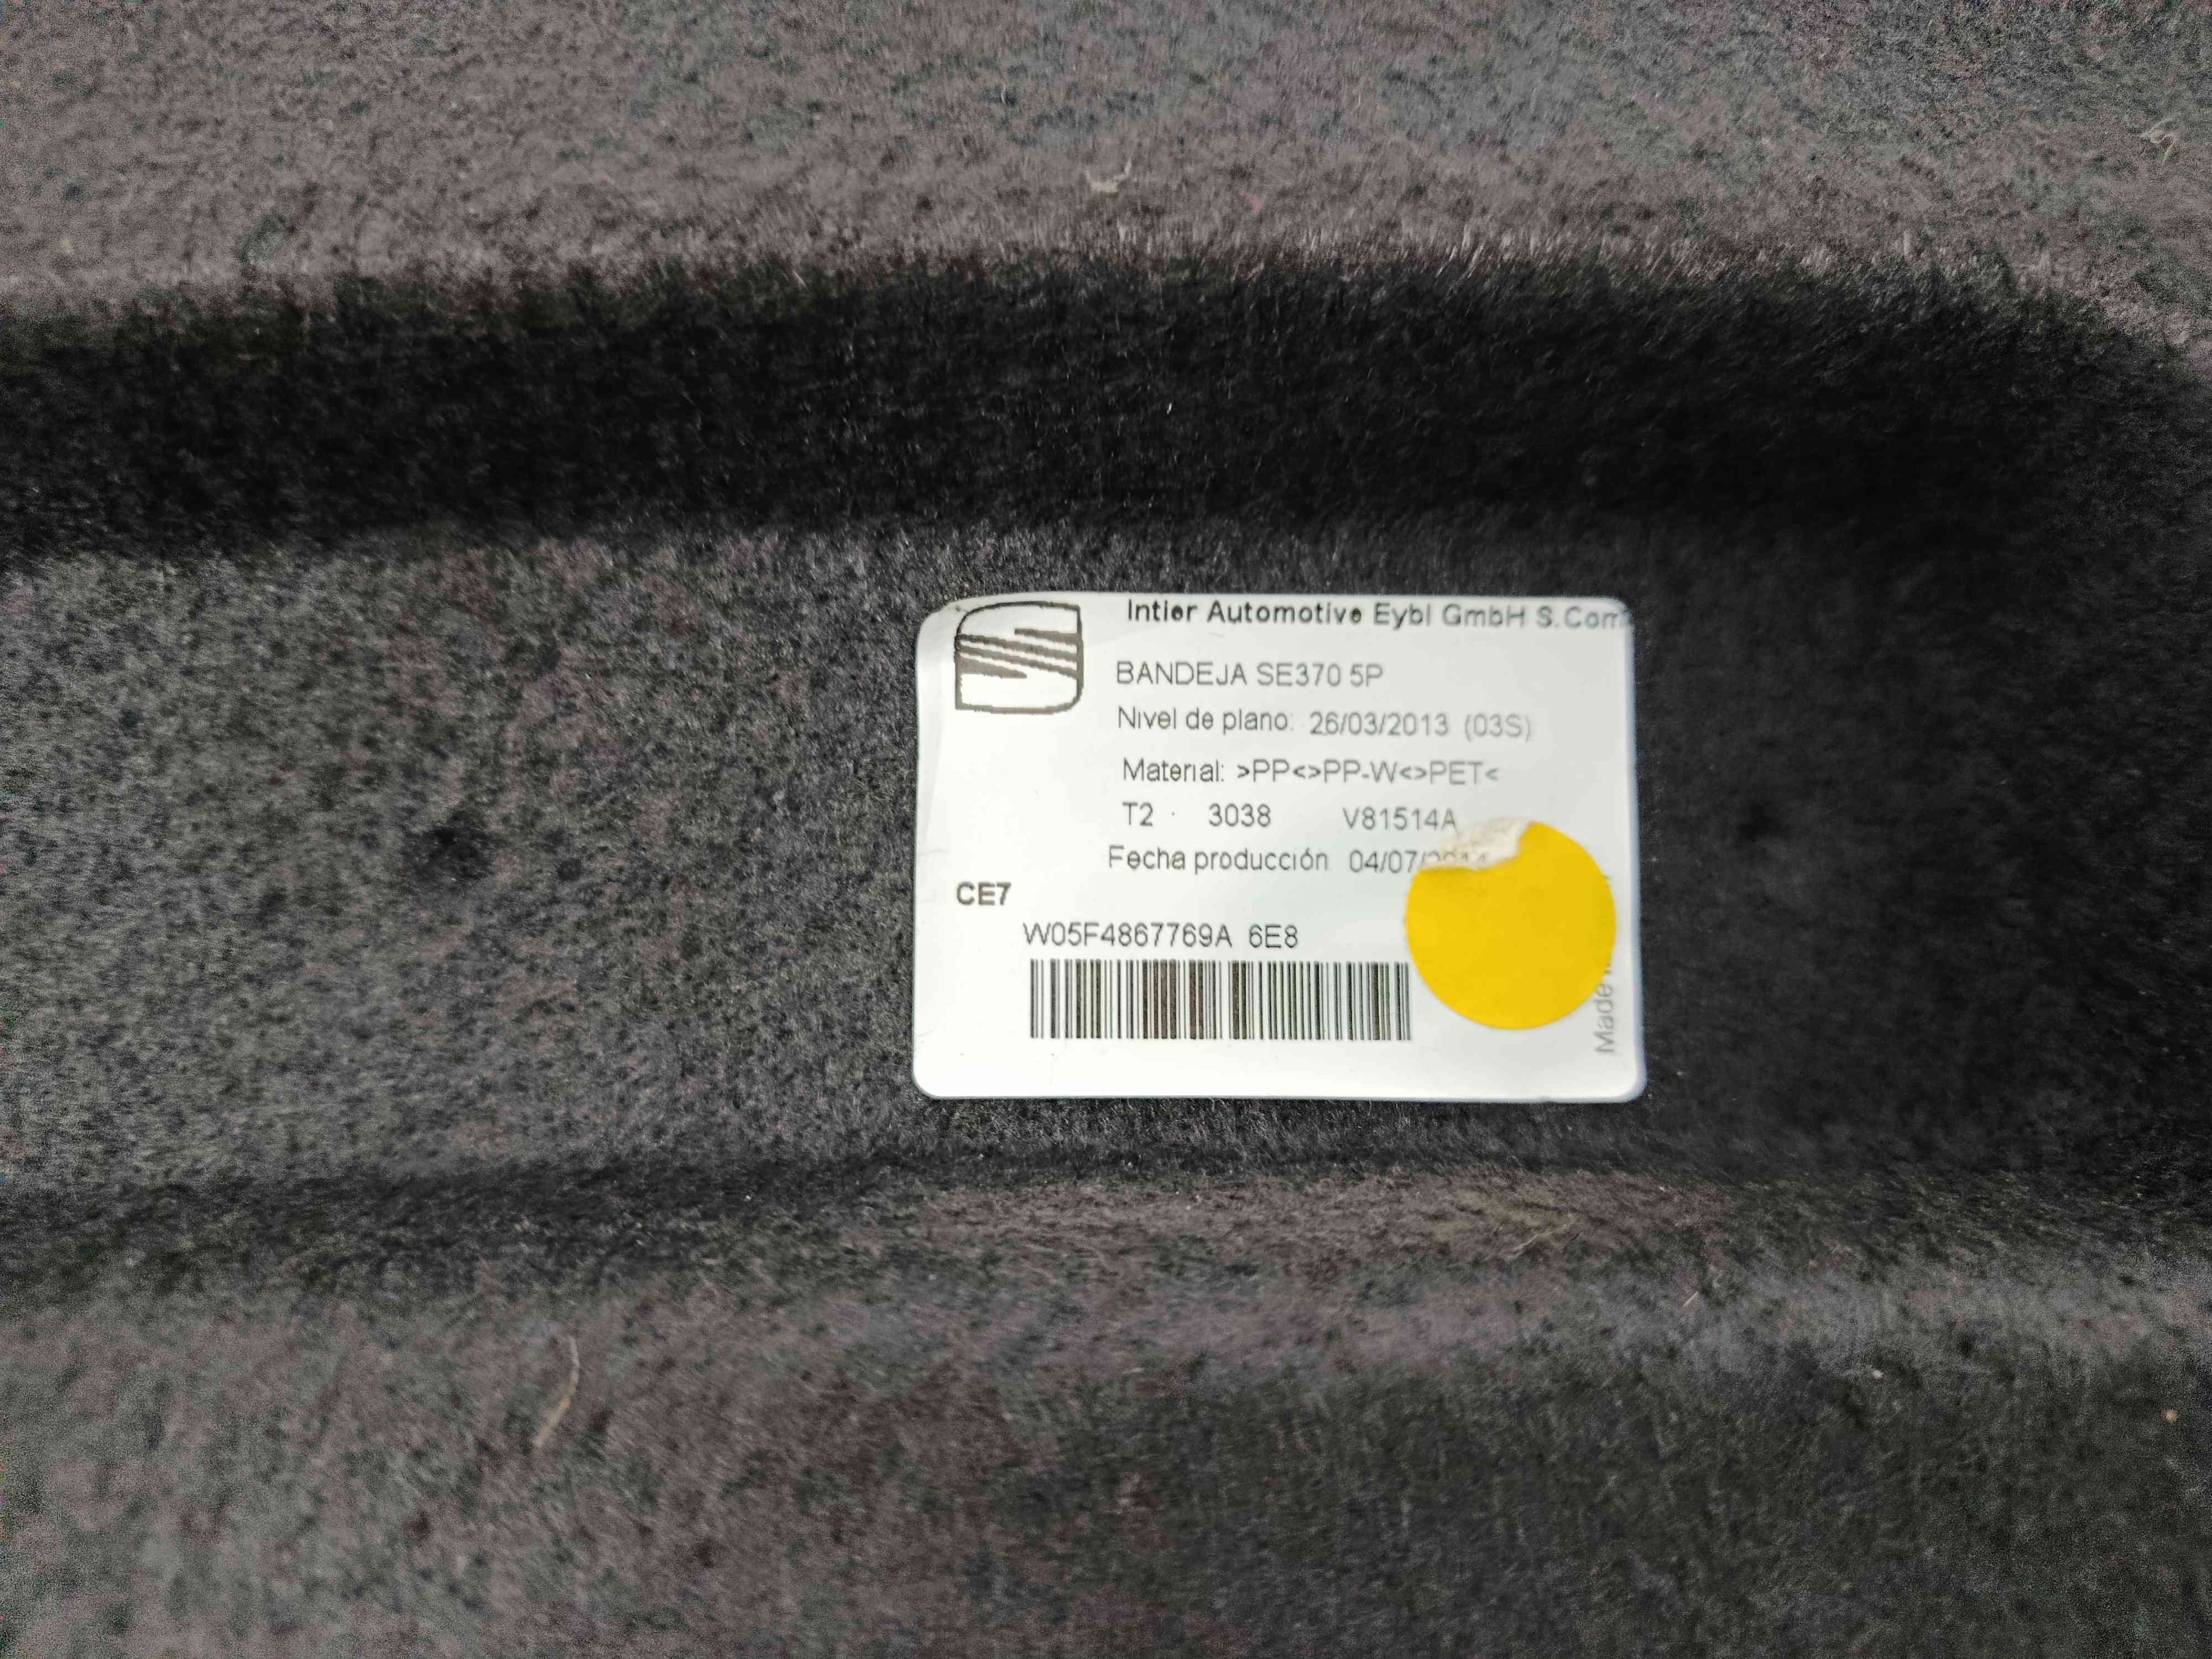 Intier Automotive Eybl GmbH S.Com
BANDEJA SE370 5P
Nivel de plano: 26/03/2013 (03S)
Material: >PP<>PP-W<>PET<
T2 · 3038 V81514A
Fecha producción 04/07/
CE7
W05F4867769A 6E8
Made